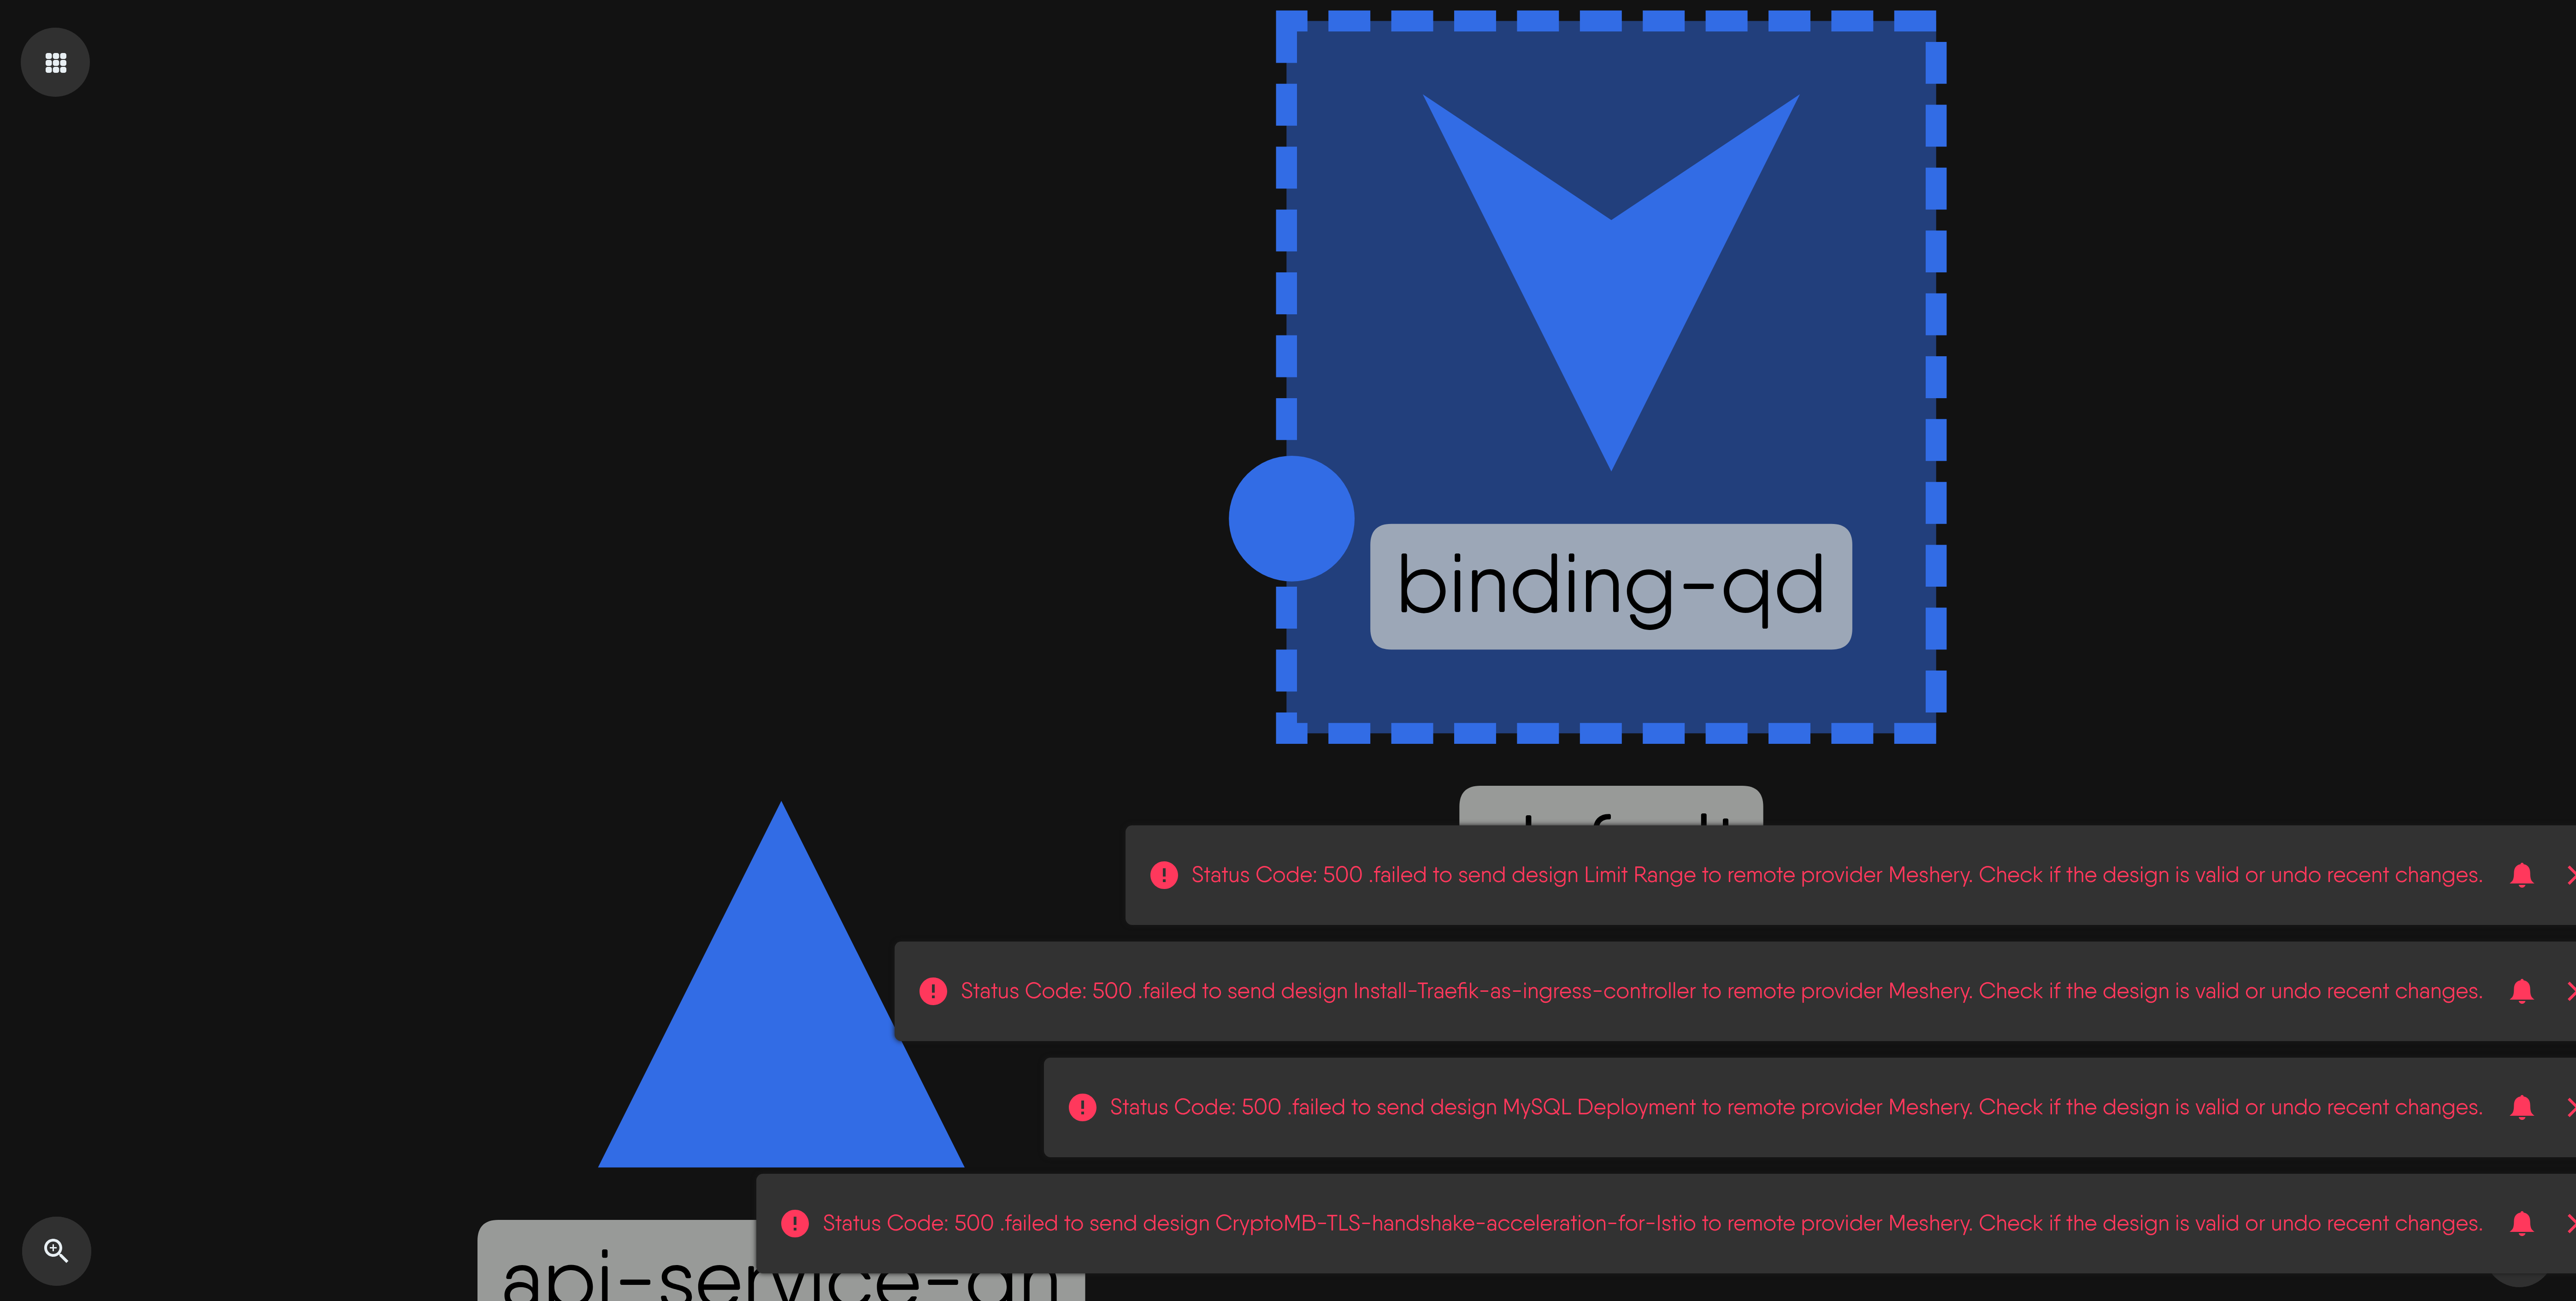 binding-qd
Status Code: 500 .failed to send design Limit Range to remote provider Meshery. Check if the design is valid or undo recent changes.
Status Code: 500 .failed to send design Install-Traefik-as-ingress-controller to remote provider Meshery. Check if the design is valid or undo recent changes.
Status Code: 500 .failed to send design MySQL Deployment to remote provider Meshery. Check if the design is valid or undo recent changes.
Status Code: 500 .failed to send design CryptoMB-TLS-handshake-acceleration-for-Istio to remote provider Meshery. Check if the design is valid or undo recent changes.